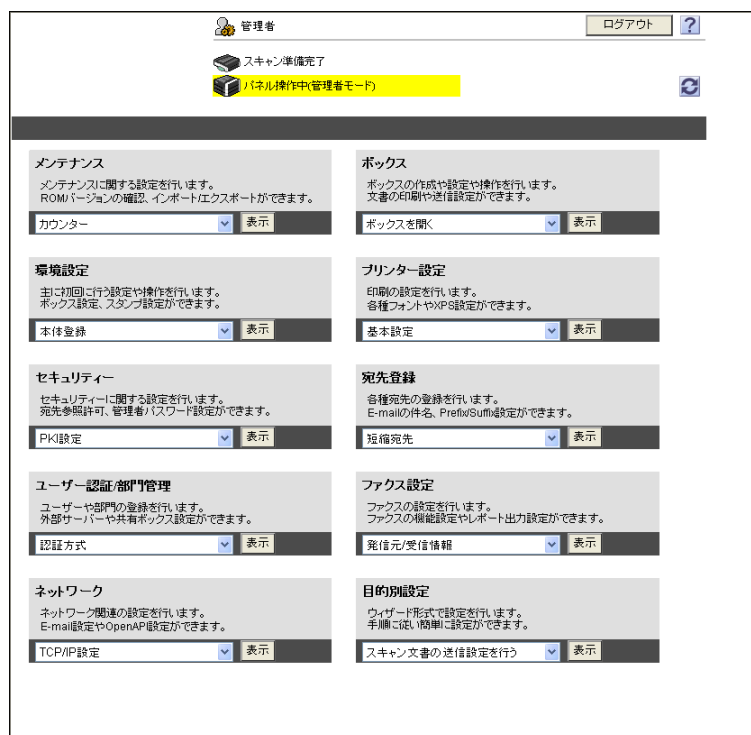 管理者
ログアウト
?
スキャン準備完了
パネル操作中(管理者モード)
メンテナンス
メンテナンスに関する設定を行います。
ROMバージョンの確認、インポート/エクスポートができます。
カウンター
表示
ボックス
ボックスの作成や設定や操作を行います。
文書の印刷や送信設定ができます。
ボックスを開く
表示
環境設定
主に初回に行う設定や操作を行います。
ボックス設定、スタンプ設定ができます。
本体登録
表示
プリンター設定
印刷の設定を行います。
各種フォントやXPS設定ができます。
基本設定
表示
セキュリティー
セキュリティーに関する設定を行います。
宛先参照許可、管理者パスワード設定ができます。
PKI設定
表示
宛先登録
各種宛先の登録を行います。
E-mailの件名、Prefix/Suffix設定ができます。
短縮宛先
表示
ユーザー認証/部門管理
ユーザーや部門の登録を行います。
外部サーバーや共有ボックス設定ができます。
認証方式
表示
ファクス設定
ファクスの設定を行います。
ファクスの機能設定やレポート出力設定ができます。
発信元/受信情報
表示
ネットワーク
ネットワーク関連の設定を行います。
E-mail設定やOpenAPI設定ができます。
TCP/IP設定
表示
目的別設定
ウィザード形式で設定を行います。
手順に従い簡単に設定ができます。
スキャン文書の送信設定を行う
表示